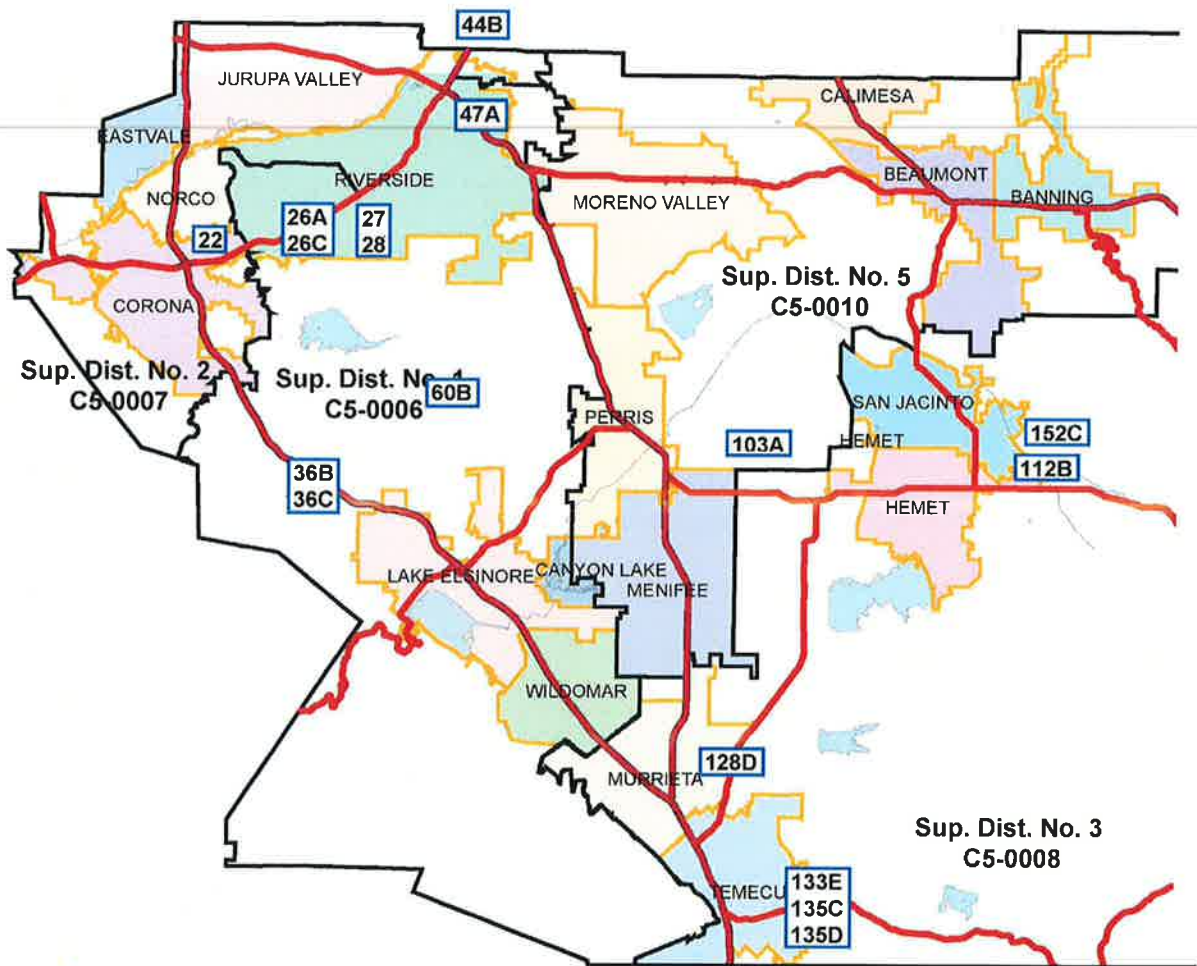 44B
JURUPA VALLEY
CALIMESA
47A
EASTVALE
BEAUMONT
RIVERSIDE
NORCO
BANNING
MORENO VALLEY
26A
26C
27
28
22
Sup. Dist. No. 5
C5-0010
CORONA
Sup. Dist. No. 2
C5-0007
Sup. Dist. No. 1
C5-0006
60B
SAN JACINTO
PERRIS
HEMET
103A
152C
112B
36B
36C
HEMET
LAKE ELSINORE
CANYON LAKE
MENIFEE
WILDOMAR
MURRIETA
128D
Sup. Dist. No. 3
C5-0008
TEMECU
133E
135C
135D